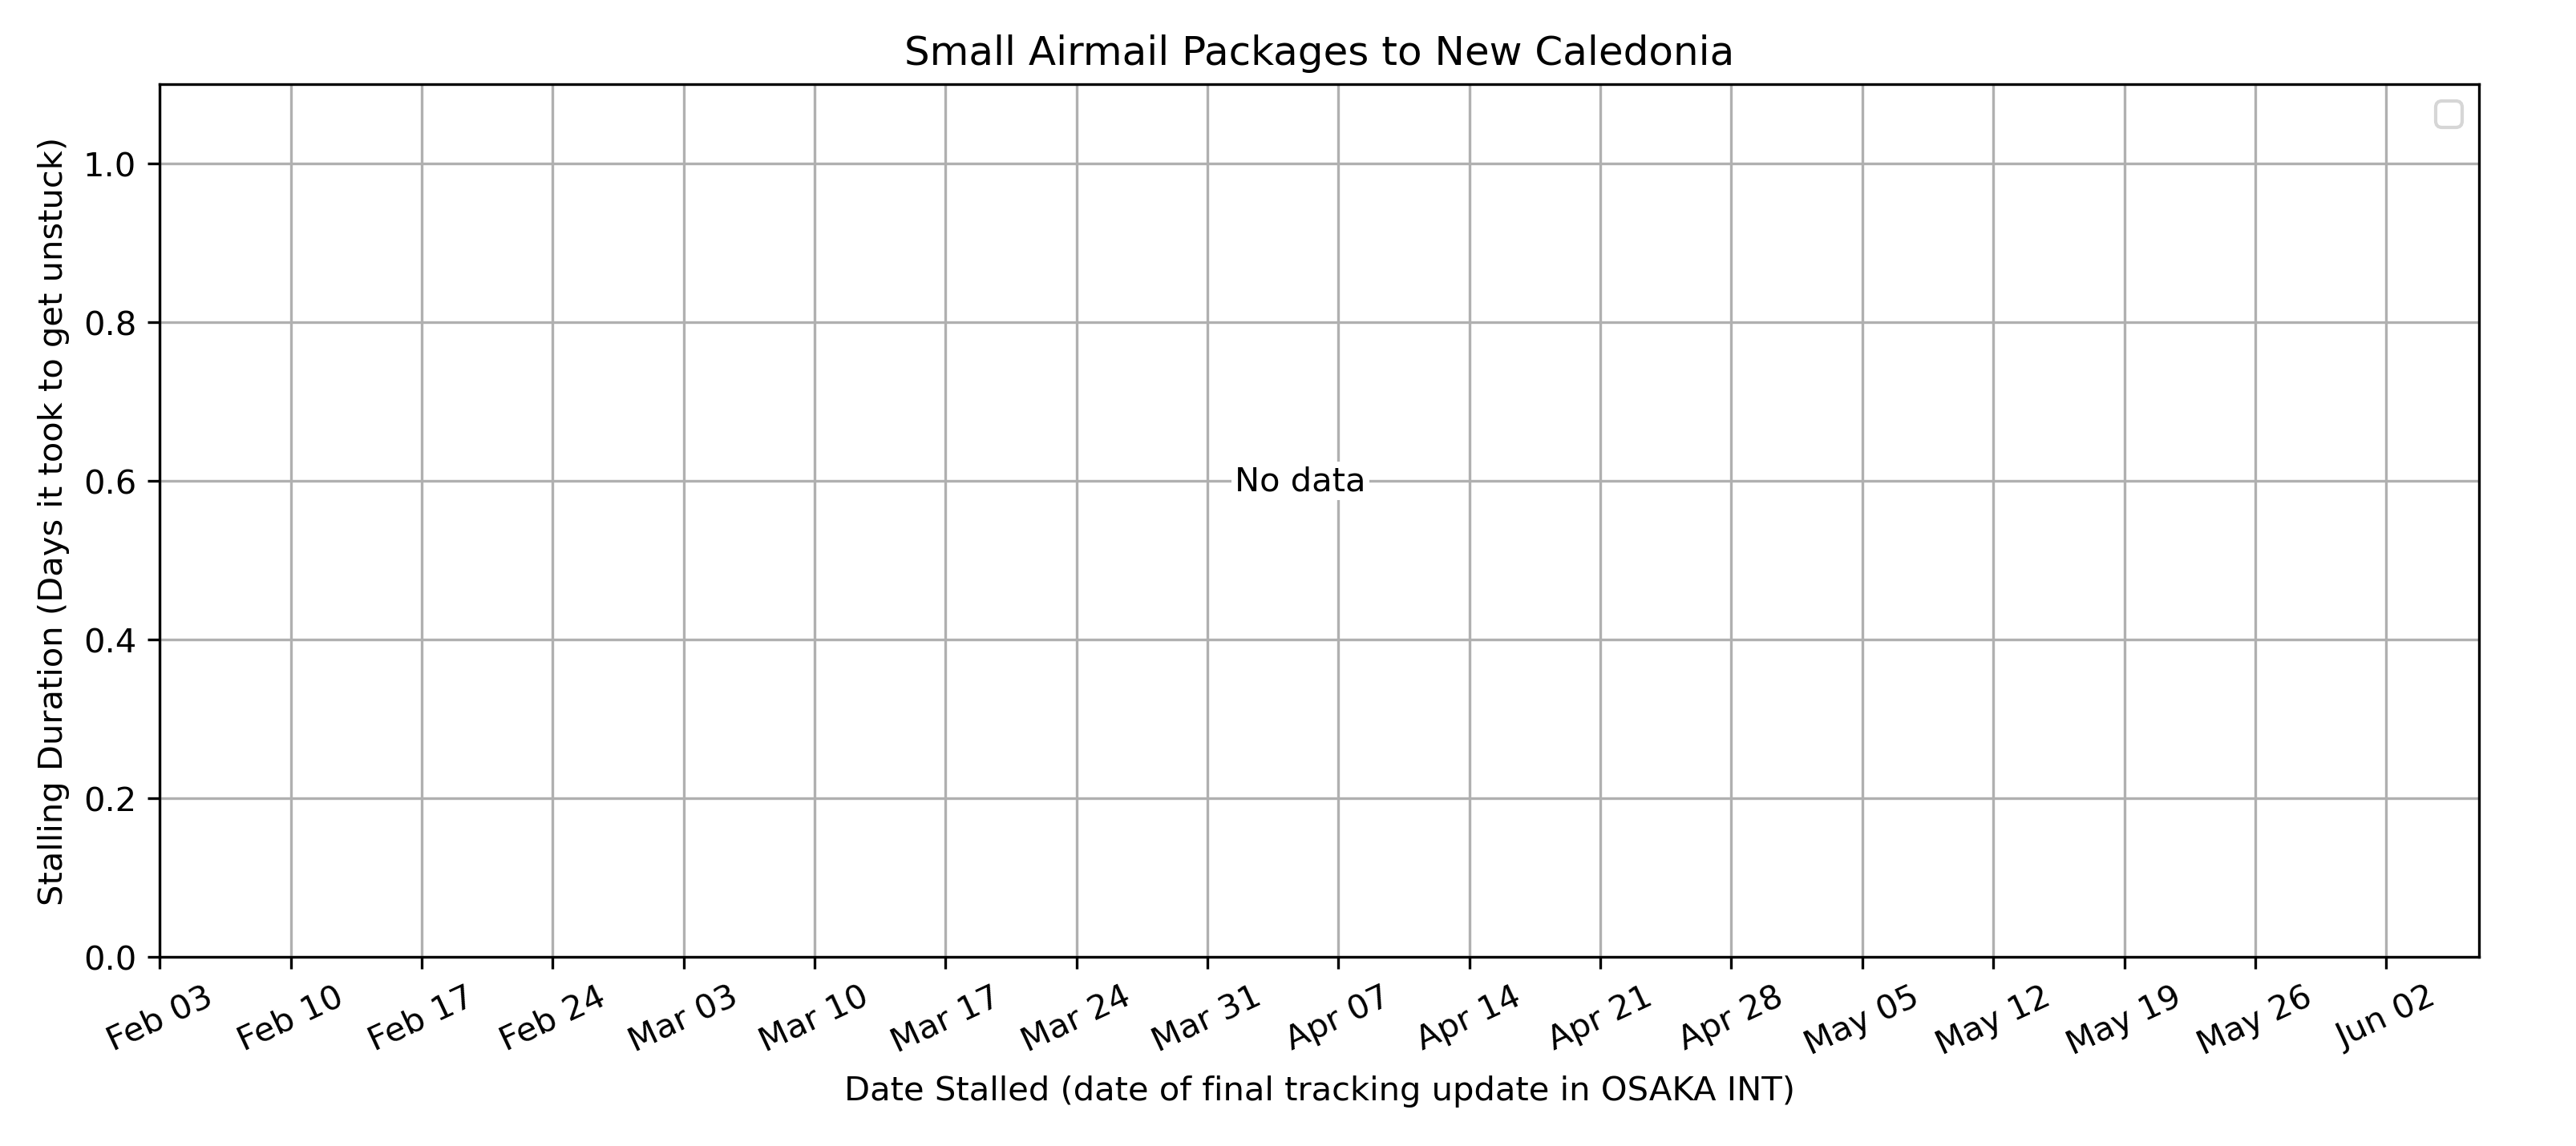 Small Airmail Packages to New Caledonia
Stalling Duration (Days it took to get unstuck)
1.0
0.8
0.6
0.4
0.2
0.0
No data
Feb 03
Feb 10
Feb 17
Feb 24
Mar 03
Mar 10
Mar 17
Mar 24
Mar 31
Apr 07
Apr 14
Apr 21
Apr 28
May 05
May 12
May 19
May 26
Jun 02
Date Stalled (date of final tracking update in OSAKA INT)